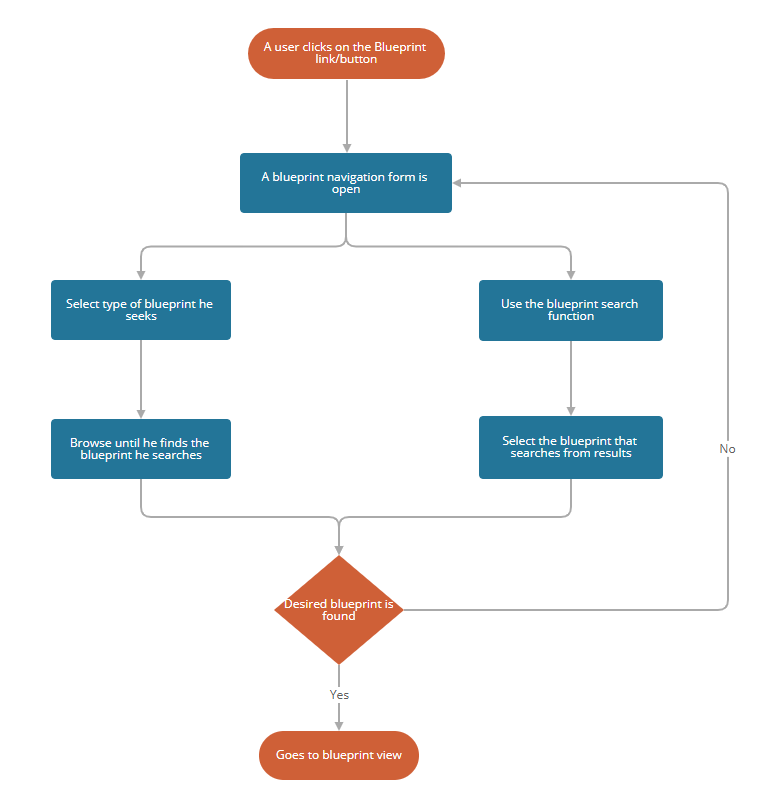 A user clicks on the Blueprint
link/button
A blueprint navigation form is
open
Select type of blueprint he
seeks
Use the blueprint search
function
Browse until he finds the
blueprint he searches
Select the blueprint that
searches from results
No
Desired blueprint is
found
Yes
Goes to blueprint view